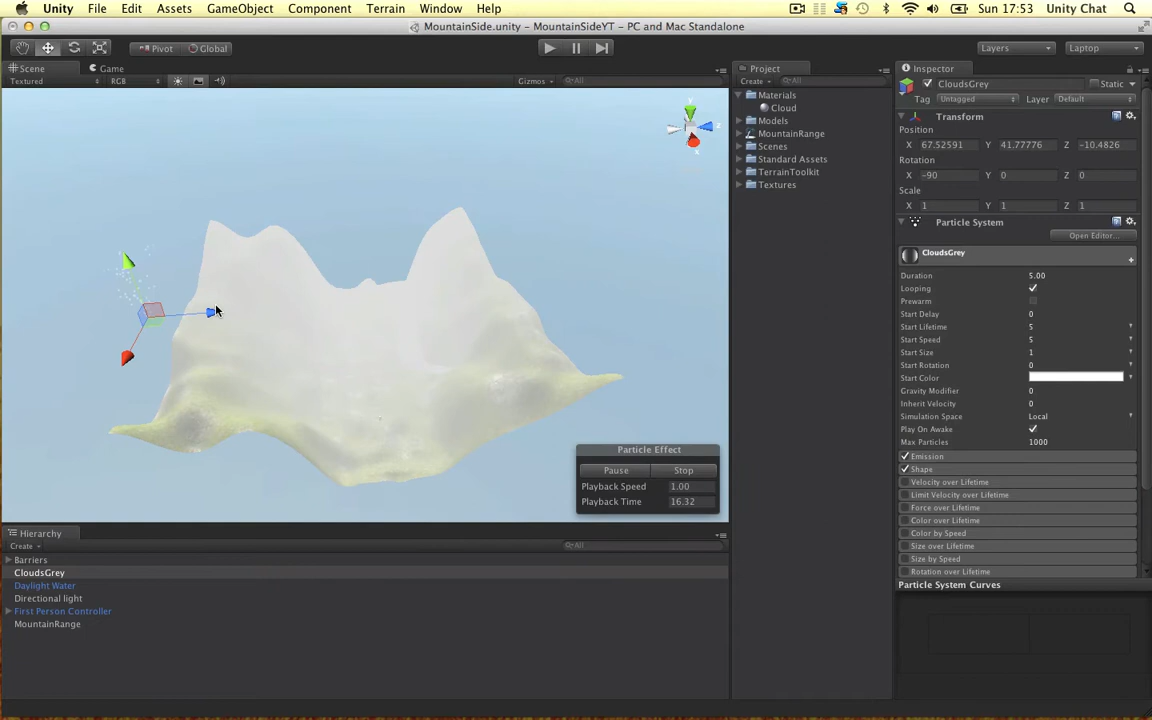 Unity File Edit Assets GameObject Component Terrain Window Help Sun 17:53 Unity Chat
MountainSide.unity - MountainSideYT - PC and Mac Standalone
Pivot Global Layers Laptop
Scene Game
Textured RGB Gizmos All
y
z
x
Particle Effect
Pause Stop
Playback Speed 1.00
Playback Time 16.32
Hierarchy
Create All
Barriers
CloudsGrey
Daylight Water
Directional light
First Person Controller
MountainRange
Project
Create All
Materials
Cloud
Models
MountainRange
Scenes
Standard Assets
TerrainToolkit
Textures
Inspector
CloudsGrey Static
Tag Untagged Layer Default
Transform
Position
X 67.52591 Y 41.77776 Z -10.4826
Rotation
X -90 Y 0 Z 0
Scale
X 1 Y 1 Z 1
Particle System
Open Editor...
CloudsGrey
Duration 5.00
Looping
Prewarm
Start Delay 0
Start Lifetime 5
Start Speed 5
Start Size 1
Start Rotation 0
Start Color
Gravity Modifier 0
Inherit Velocity 0
Simulation Space Local
Play On Awake
Max Particles 1000
Emission
Shape
Velocity over Lifetime
Limit Velocity over Lifetime
Force over Lifetime
Color over Lifetime
Color by Speed
Size over Lifetime
Size by Speed
Rotation over Lifetime
Particle System Curves